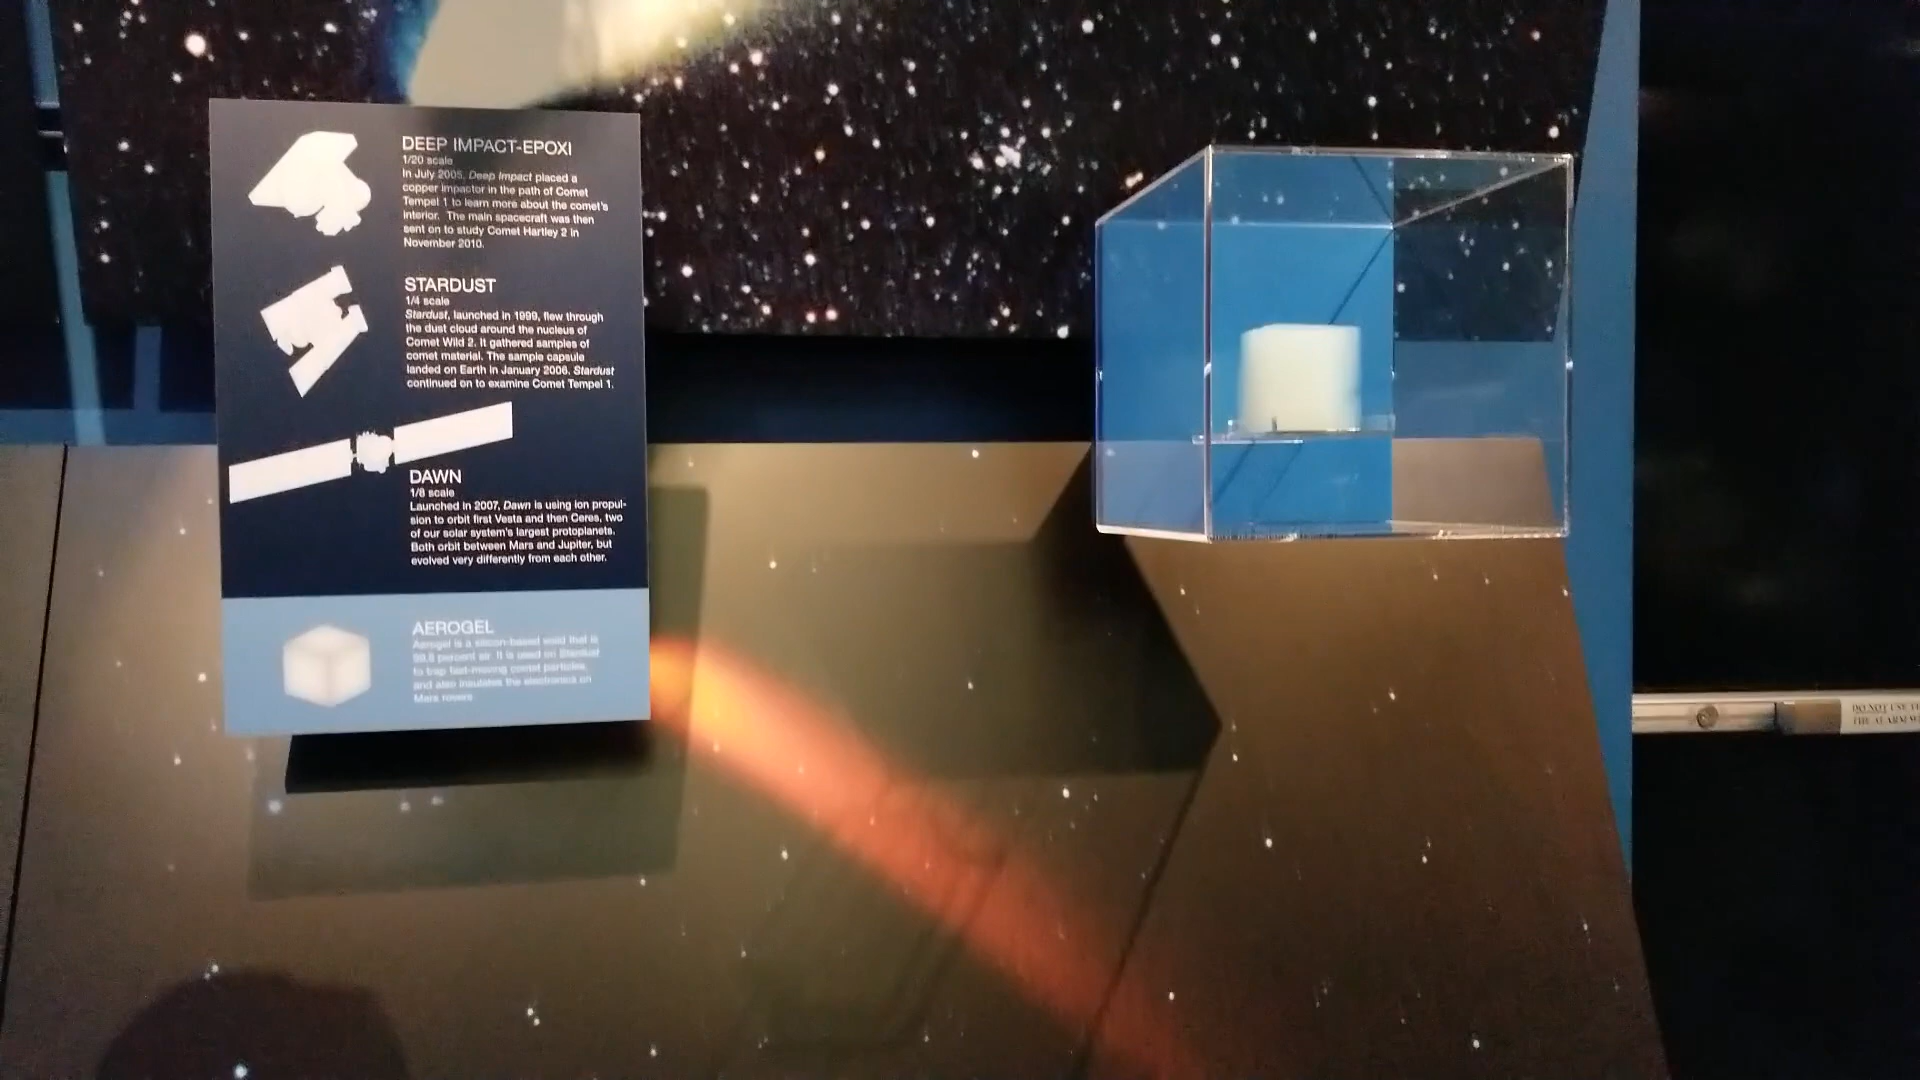 DEEP IMPACT-EPOXI
1/20 scale
In July 2005, Deep Impact placed a
copper impactor in the path of Comet
Tempel 1 to learn more about the comet's
interior. The main spacecraft was then
sent on to study Comet Hartley 2 in
November 2010.
STARDUST
1/4 scale
Stardust, launched in 1999, flew through
the dust cloud around the nucleus of
Comet Wild 2. It gathered samples of
comet material. The sample capsule
landed on Earth in January 2006. Stardust
continued on to examine Comet Tempel 1.
DAWN
1/8 scale
Launched in 2007, Dawn is using ion propul-
sion to orbit first Vesta and then Ceres, two
of our solar system's largest protoplanets.
Both orbit between Mars and Jupiter, but
evolved very differently from each other.
AEROGEL
Aerogel is a silicon-based solid that is
99.8 percent air. It is used on Stardust
to trap fast-moving comet particles,
and also insulates the electronics on
Mars rovers.
DO NOT USE
THE ALARM